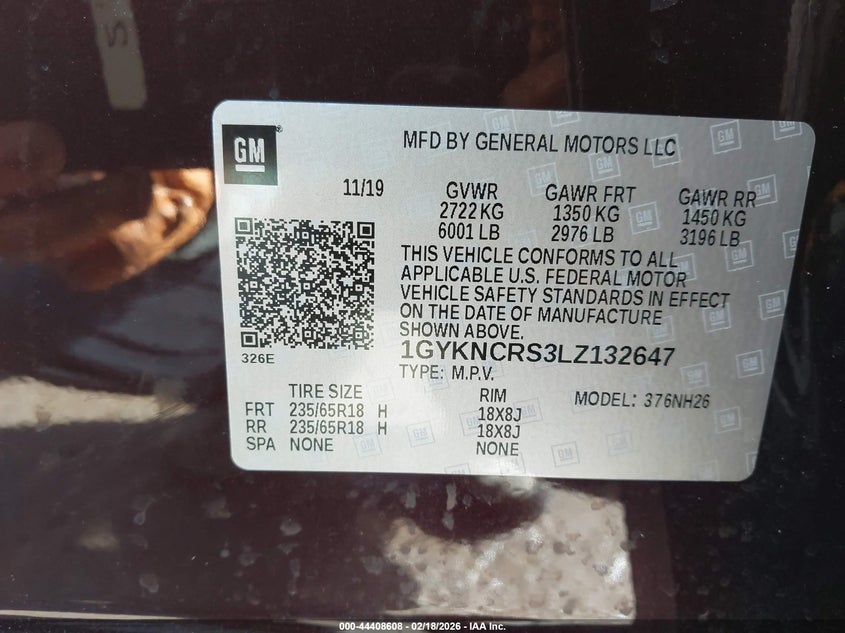 GM
MFD BY GENERAL MOTORS LLC
11/19
GVWR GAWR FRT GAWR RR
2722 KG 1350 KG 1450 KG
6001 LB 2976 LB 3196 LB
THIS VEHICLE CONFORMS TO ALL
APPLICABLE U.S. FEDERAL MOTOR
VEHICLE SAFETY STANDARDS IN EFFECT
ON THE DATE OF MANUFACTURE
SHOWN ABOVE.
326E
1GYKNCRS3LZ132647
TYPE: M.P.V.
TIRE SIZE RIM MODEL: 376NH26
FRT 235/65R18 H 18X8J
RR 235/65R18 H 18X8J
SPA NONE NONE
000-44408608 - 02/18/2026 - IAA Inc.